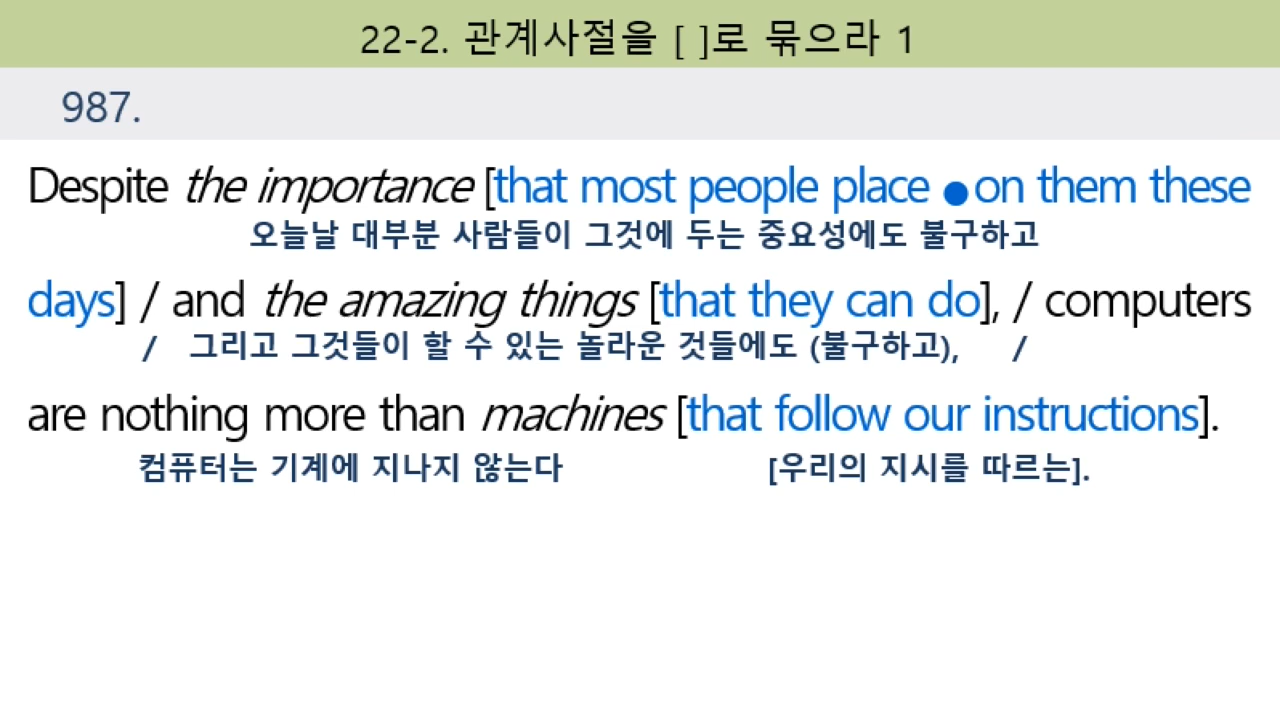 22-2. 관계사절을 [ ]로 묶으라 1
987.
Despite the importance [that most people place ●on them these
오늘날 대부분 사람들이 그것에 두는 중요성에도 불구하고
days] / and the amazing things [that they can do], / computers
/ 그리고 그것들이 할 수 있는 놀라운 것들에도 (불구하고), /
are nothing more than machines [that follow our instructions].
컴퓨터는 기계에 지나지 않는다 [우리의 지시를 따르는].